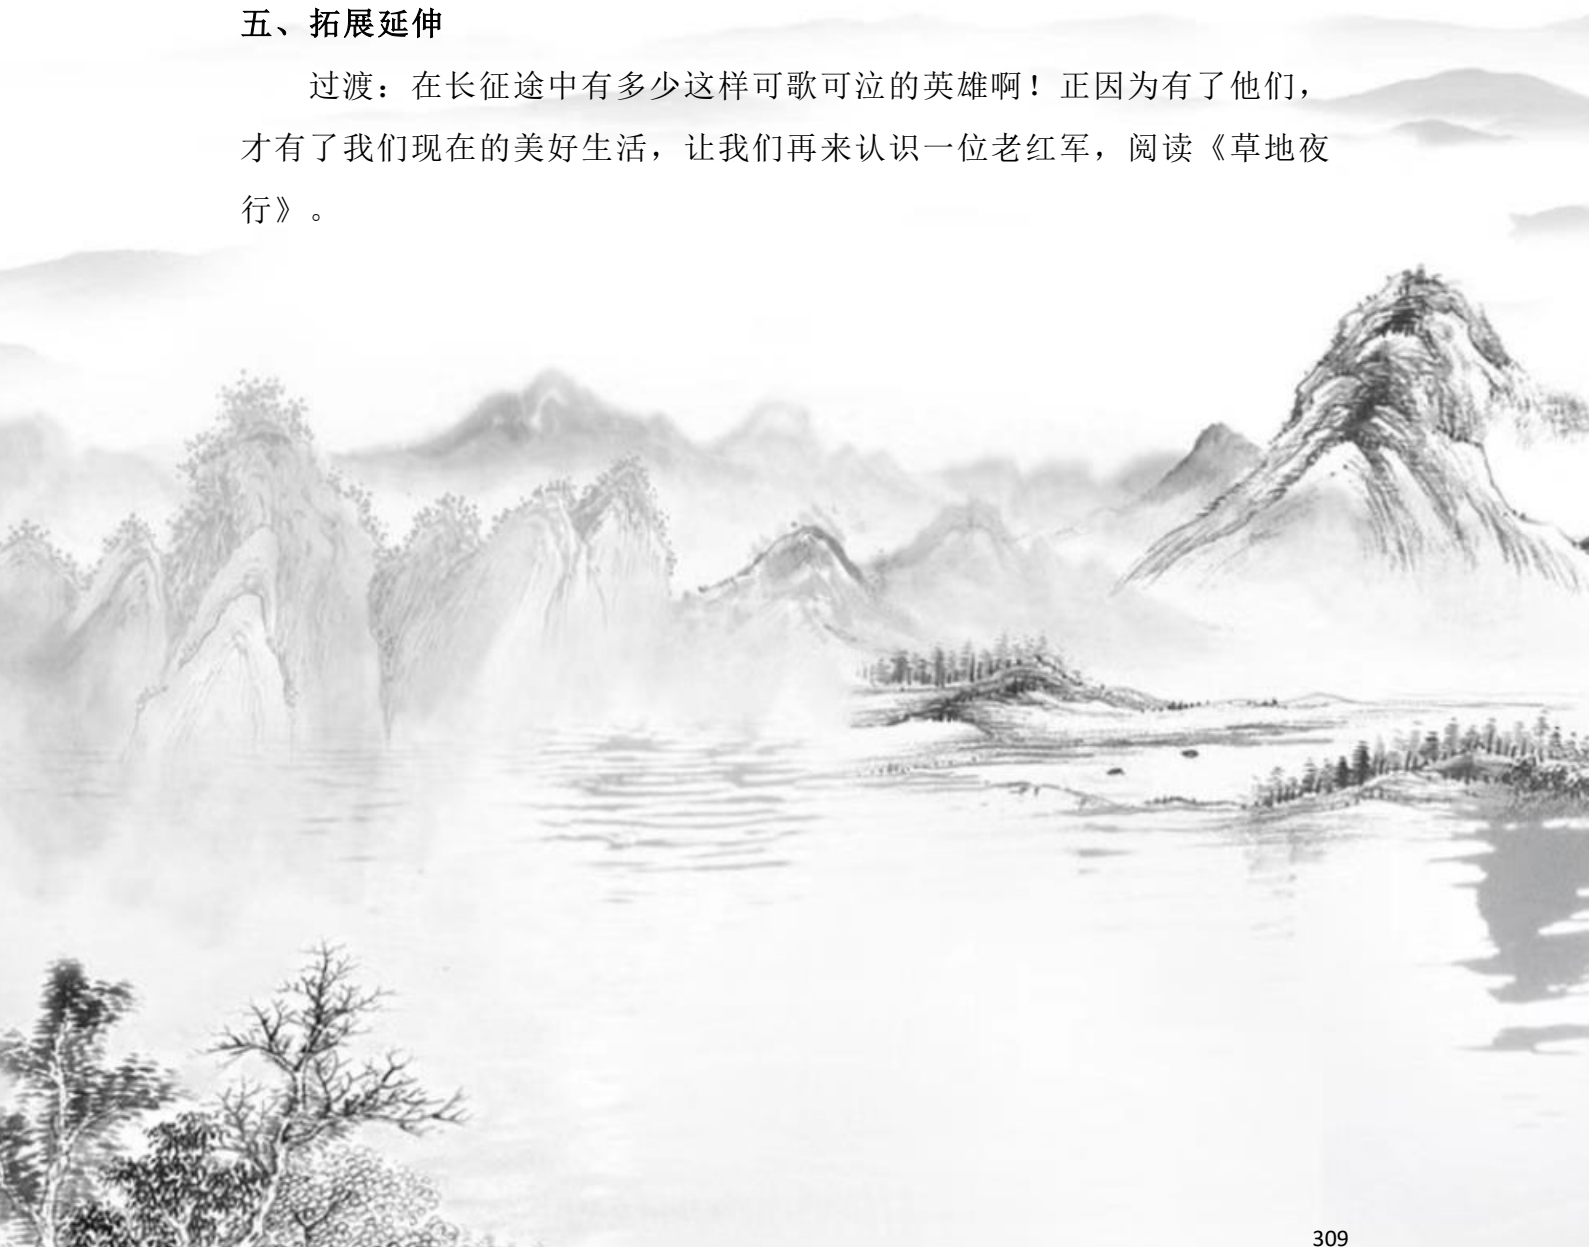 五、拓展延伸
过渡：在长征途中有多少这样可歌可泣的英雄啊！正因为有了他们，
才有了我们现在的美好生活，让我们再来认识一位老红军，阅读《草地夜
行》。
309